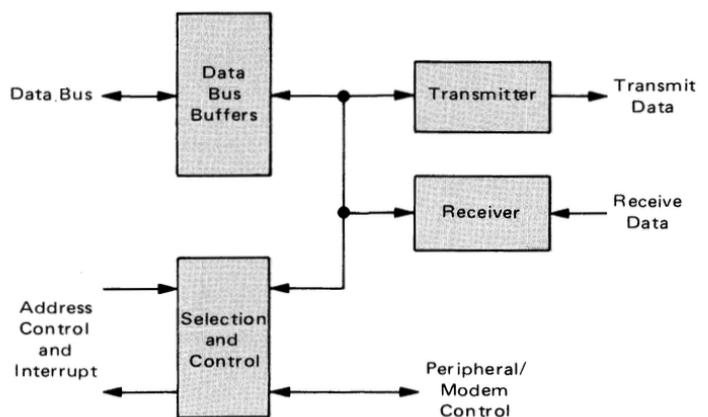 Data Bus
Data
Bus
Buffers
Transmitter
Transmit
Data
Receiver
Receive
Data
Address
Control
and
Interrupt
Selection
and
Control
Peripheral/
Modem
Control